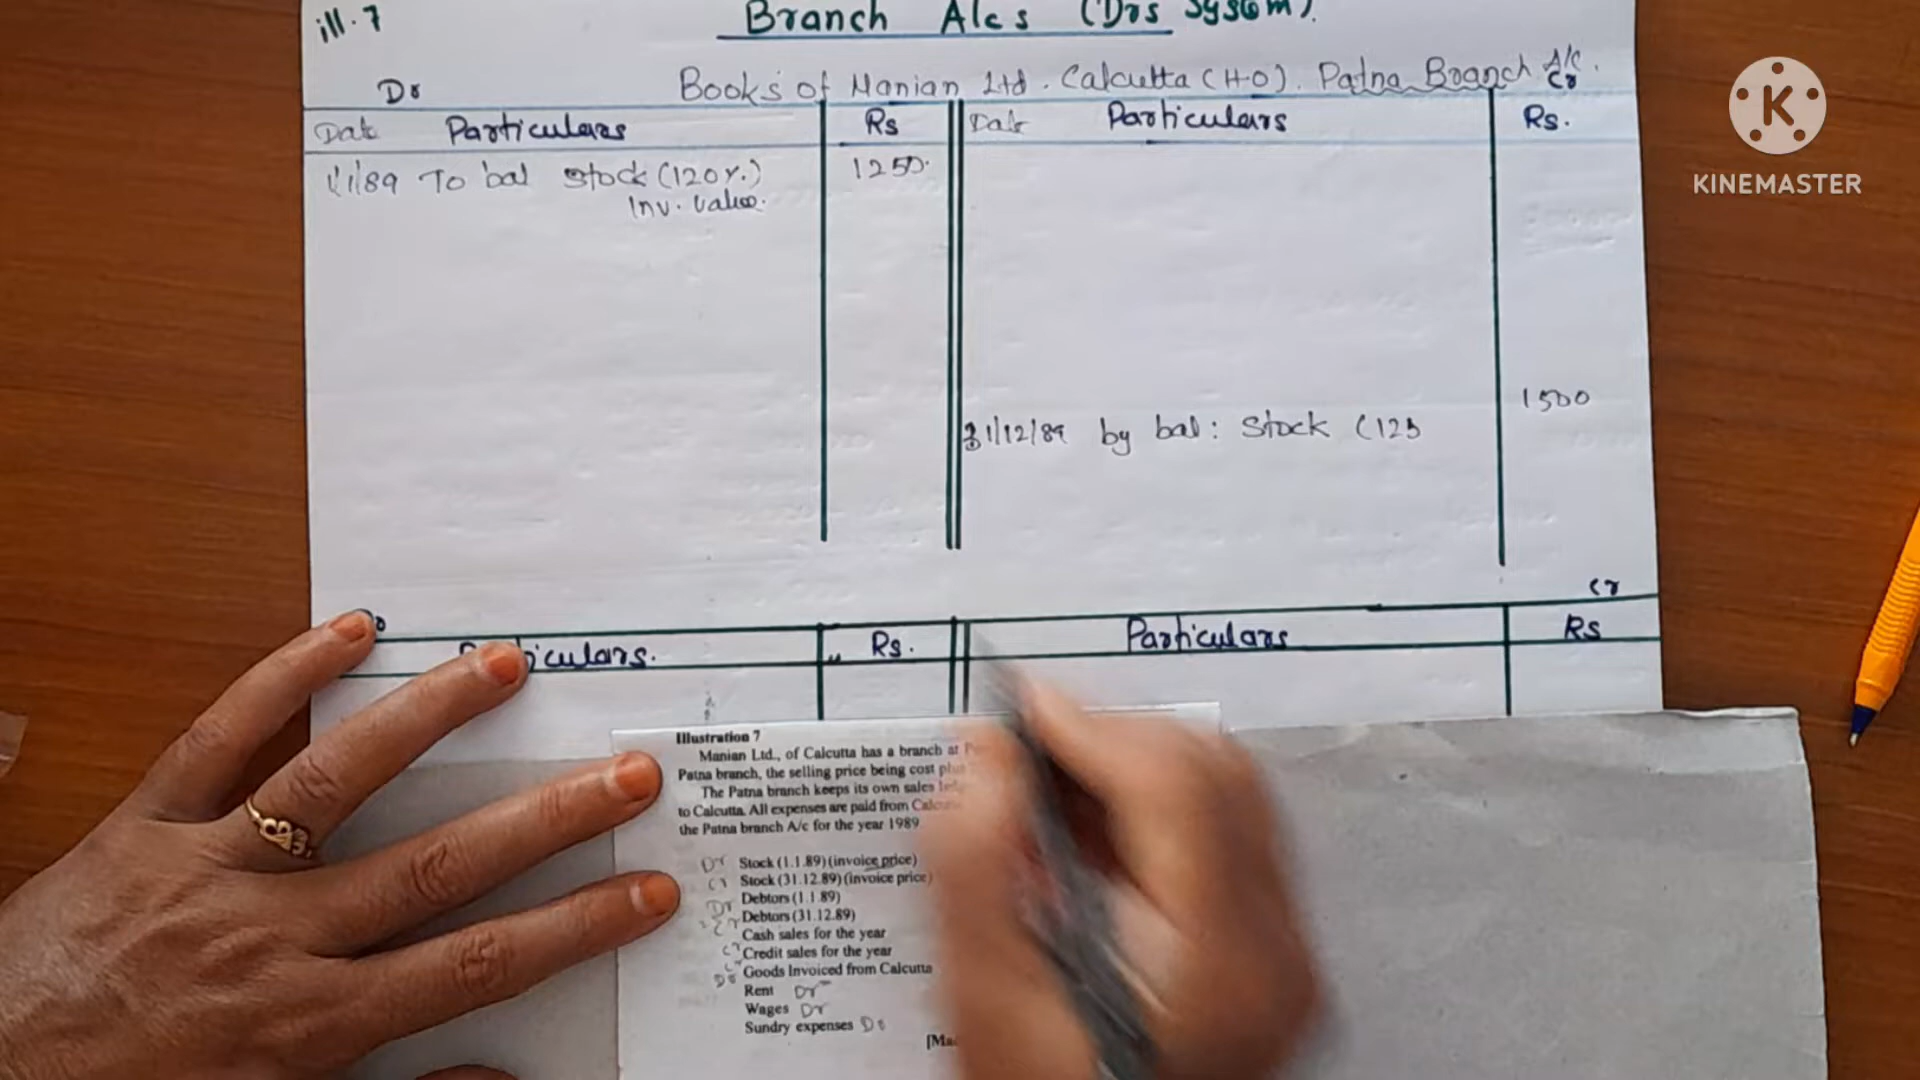 ill.7
Branch A/cs (Drs System).
Dr Books of Manian Ltd. Calcutta (H.O). Patna Branch A/c. Cr
Date Particulars Rs Date Particulars Rs.
1/1/89 To bal stock (120%.) 1250.
Inv. value.
1500
31/12/89 by bal: Stock (125
Cr
Rs. Particulars Rs
KINEMASTER
Illustration 7
Manian Ltd., of Calcutta has a branch at
Patna branch, the selling price being cost plus
The Patna branch keeps its own sales
to Calcutta. All expenses are paid from
the Patna branch A/c for the year 1989
Dr Stock (1.1.89) (invoice price)
Cr Stock (31.12.89) (invoice price)
Dr Debtors (1.1.89)
Cr Debtors (31.12.89)
Cash sales for the year
Cr Credit sales for the year
Dr Goods Invoiced from Calcutta
Rent Dr
Wages Dr
Sundry expenses Dr